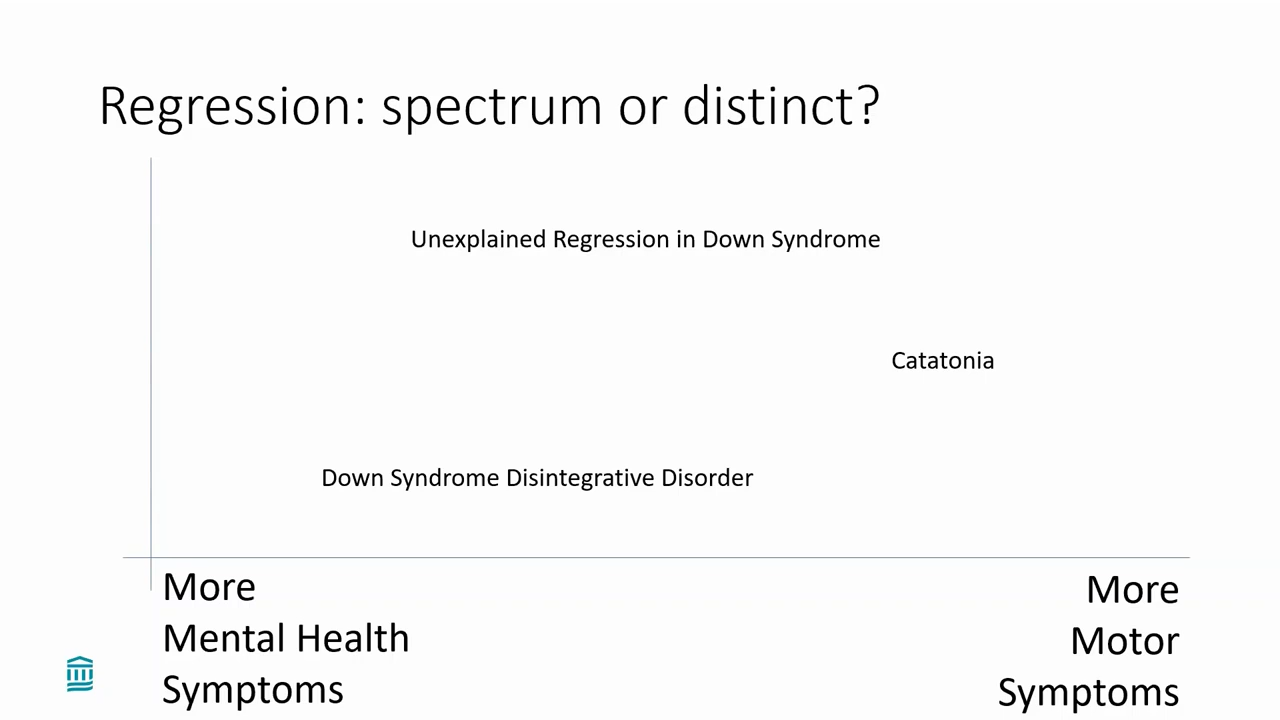 Regression: spectrum or distinct?
Unexplained Regression in Down Syndrome
Catatonia
Down Syndrome Disintegrative Disorder
More
Mental Health
Symptoms
More
Motor
Symptoms